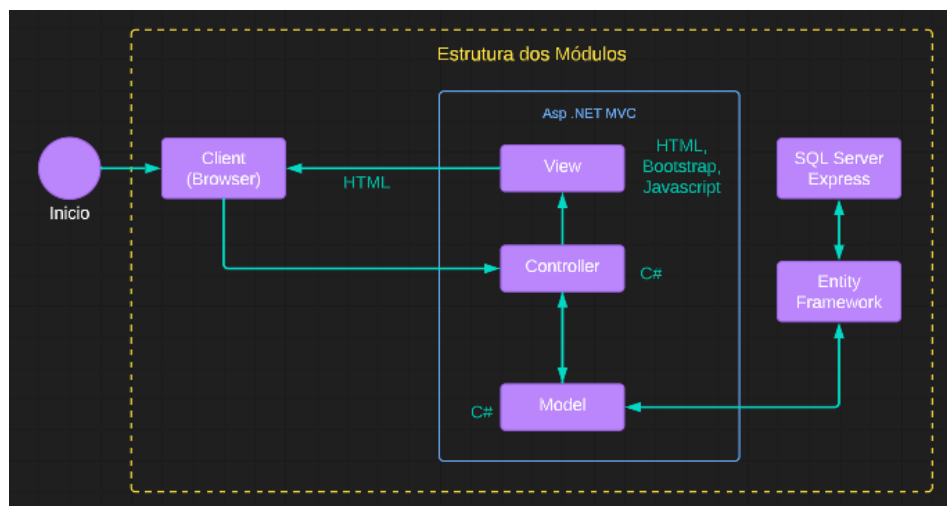 Estrutura dos Módulos
Asp .NET MVC
Client
(Browser)
HTML
View
HTML,
Bootstrap,
Javascript
SQL Server
Express
Inicio
Controller
C#
Entity
Framework
C#
Model